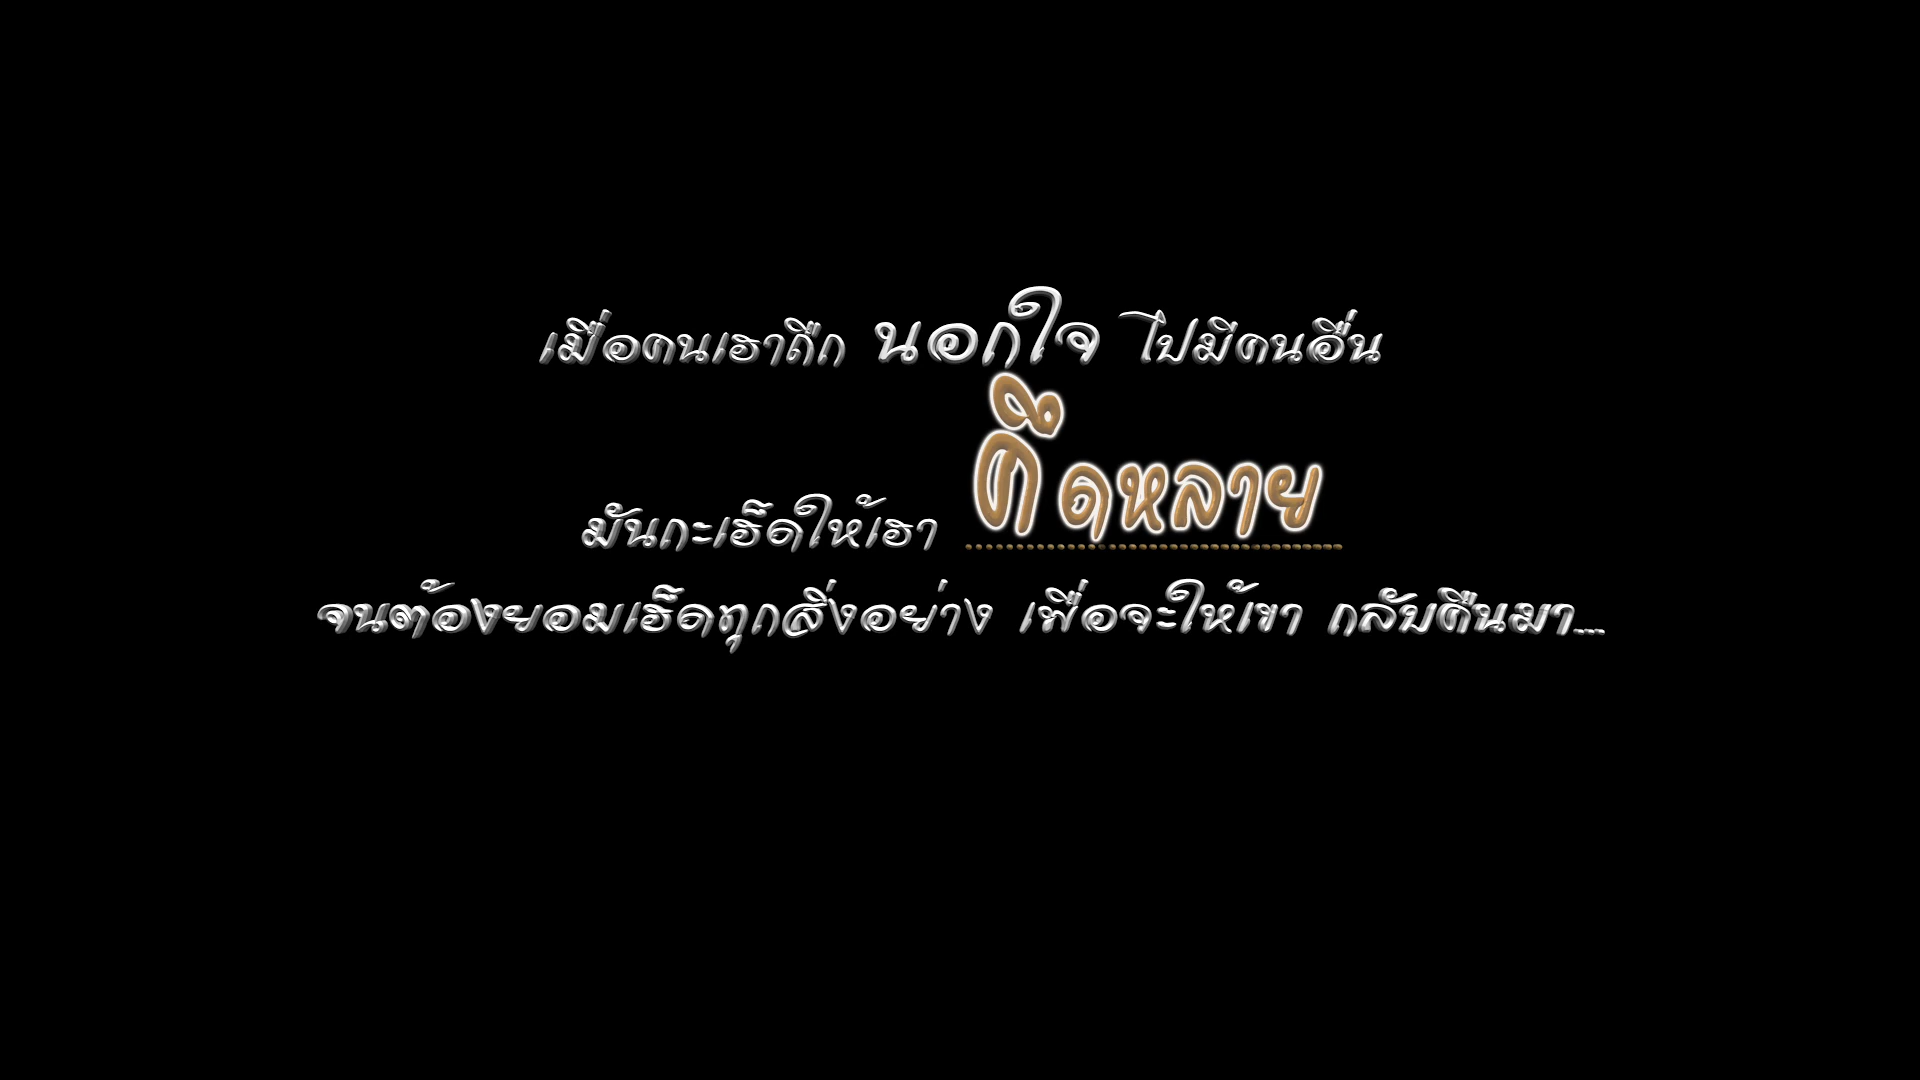 เมื่อคนเฮาถืก นอกใจ ไปมีคนอื่น
มันกะเฮ็ดให้เฮา คึดหลาย
จนต้องยอมเฮ็ดทุกสิ่งอย่าง เพื่อจะให้เขา กลับคืนมา...